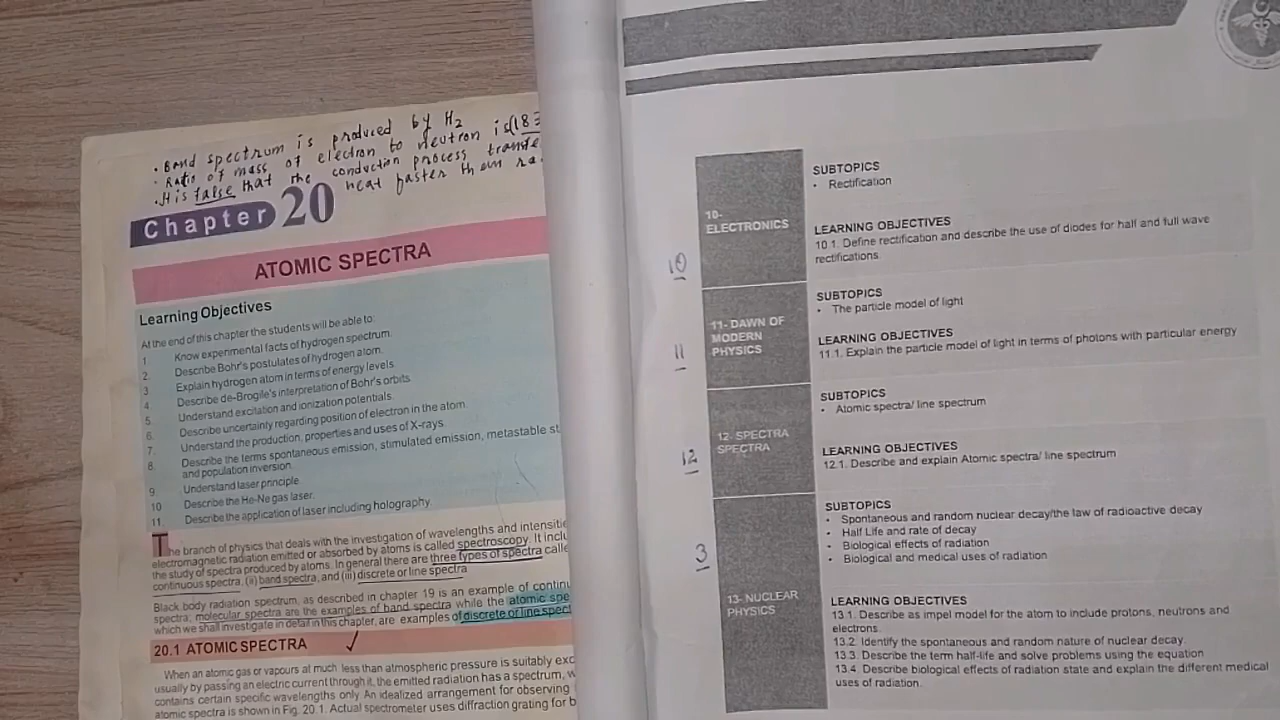 • Band spectrum is produced by H2
• Ratio of mass of electron to neutron is (183
• It is false that the conduction process transfe
heat faster than ra
Chapter 20
ATOMIC SPECTRA
Learning Objectives
At the end of this chapter the students will be able to:
1. Know experimental facts of hydrogen spectrum.
2. Describe Bohr's postulates of hydrogen atom.
3. Explain hydrogen atom in terms of energy levels.
4. Describe de-Brogile's interpretation of Bohr's orbits.
5. Understand excitation and ionization potentials.
6. Describe uncertainty regarding position of electron in the atom.
7. Understand the production, properties and uses of X-rays.
8. Describe the terms spontaneous emission, stimulated emission, metastable st
and population inversion.
9. Understand laser principle.
10 Describe the He-Ne gas laser.
11. Describe the application of laser including holography.
The branch of physics that deals with the investigation of wavelengths and intensitie
electromagnetic radiation emitted or absorbed by atoms is called spectroscopy. It inclu
the study of spectra produced by atoms. In general there are three types of spectra calle
continuous spectra, (ii) band spectra, and (iii) discrete or line spectra
Black body radiation spectrum, as described in chapter 19 is an example of continu
spectra; molecular spectra are the examples of band spectra while the atomic spe
which we shall investigate in detail in this chapter, are examples of discrete or line spect
20.1 ATOMIC SPECTRA
When an atomic gas or vapours at much less than atmospheric pressure is suitably exc
usually by passing an electric current through it, the emitted radiation has a spectrum, w
contains certain specific wavelengths only. An idealized arrangement for observing
atomic spectra is shown in Fig. 20.1. Actual spectrometer uses diffraction grating for b
10
10-
ELECTRONICS
SUBTOPICS
• Rectification
LEARNING OBJECTIVES
10.1. Define rectification and describe the use of diodes for half and full wave
rectifications.
11
11- DAWN OF
MODERN
PHYSICS
SUBTOPICS
• The particle model of light
LEARNING OBJECTIVES
11.1. Explain the particle model of light in terms of photons with particular energy
12
12- SPECTRA
SPECTRA
SUBTOPICS
• Atomic spectra/ line spectrum
LEARNING OBJECTIVES
12.1. Describe and explain Atomic spectra/ line spectrum
3
13- NUCLEAR
PHYSICS
SUBTOPICS
• Spontaneous and random nuclear decay/the law of radioactive decay
• Half Life and rate of decay
• Biological effects of radiation
• Biological and medical uses of radiation
LEARNING OBJECTIVES
13.1. Describe as impel model for the atom to include protons, neutrons and
electrons.
13.2. Identify the spontaneous and random nature of nuclear decay.
13.3. Describe the term half-life and solve problems using the equation
13.4. Describe biological effects of radiation state and explain the different medical
uses of radiation.